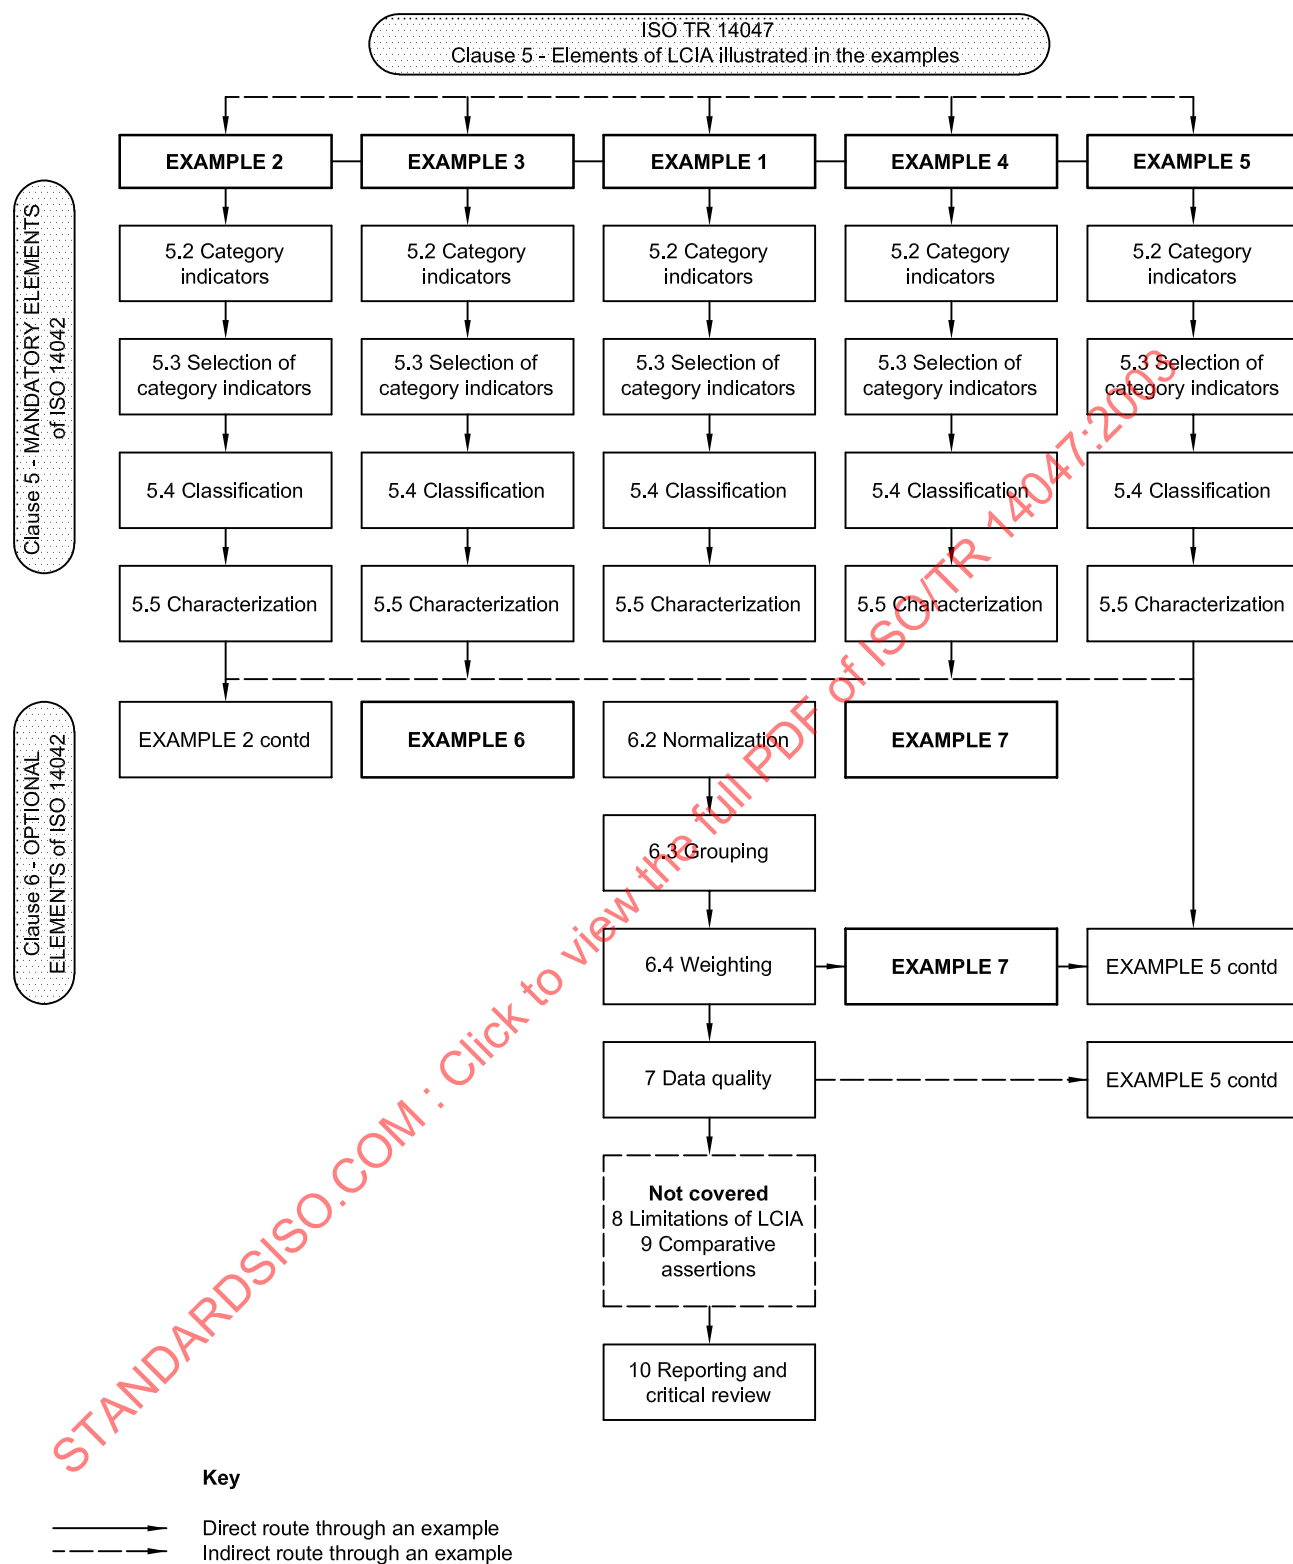 ISO TR 14047
Clause 5 - Elements of LCIA illustrated in the examples
EXAMPLE 2
EXAMPLE 3
EXAMPLE 1
EXAMPLE 4
EXAMPLE 5
Clause 5 - MANDATORY ELEMENTS
of ISO 14042
5.2 Category
indicators
5.2 Category
indicators
5.2 Category
indicators
5.2 Category
indicators
5.2 Category
indicators
5.3 Selection of
category indicators
5.3 Selection of
category indicators
5.3 Selection of
category indicators
5.3 Selection of
category indicators
5.3 Selection of
category indicators
5.4 Classification
5.4 Classification
5.4 Classification
5.4 Classification
5.4 Classification
5.5 Characterization
5.5 Characterization
5.5 Characterization
5.5 Characterization
5.5 Characterization
Clause 6 - OPTIONAL
ELEMENTS of ISO 14042
EXAMPLE 2 contd
EXAMPLE 6
6.2 Normalization
EXAMPLE 7
6.3 Grouping
6.4 Weighting
EXAMPLE 7
EXAMPLE 5 contd
7 Data quality
EXAMPLE 5 contd
Not covered
8 Limitations of LCIA
9 Comparative
assertions
10 Reporting and
critical review
Key
Direct route through an example
Indirect route through an example
STANDARDSISO.COM : Click to view the full PDF of ISO/TR 14047:2003